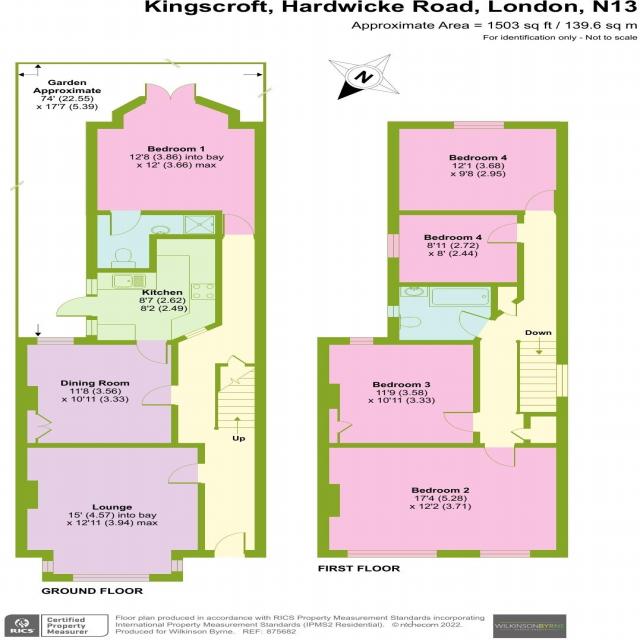 Kingscroft, Hardwicke Road, London, N13
Approximate Area = 1503 sq ft / 139.6 sq m
For identification only - Not to scale
Garden
Approximate
74' (22.55)
x 17'7 (5.39)
N
Bedroom 1
12'8 (3.86) into bay
x 12' (3.66) max
Kitchen
8'7 (2.62)
8'2 (2.49)
Dining Room
11'8 (3.56)
x 10'11 (3.33)
Up
Lounge
15' (4.57) into bay
x 12'11 (3.94) max
GROUND FLOOR
Bedroom 4
12'1 (3.68)
x 9'8 (2.95)
Bedroom 4
8'11 (2.72)
x 8' (2.44)
Down
Bedroom 3
11'9 (3.58)
x 10'11 (3.33)
Bedroom 2
17'4 (5.28)
x 12'2 (3.71)
FIRST FLOOR
RICS
Certified
Property
Measurer
Floor plan produced in accordance with RICS Property Measurement Standards incorporating
International Property Measurement Standards (IPMS2 Residential). © nichecom 2022.
Produced for Wilkinson Byrne. REF: 875682
WILKINSONBYRNE